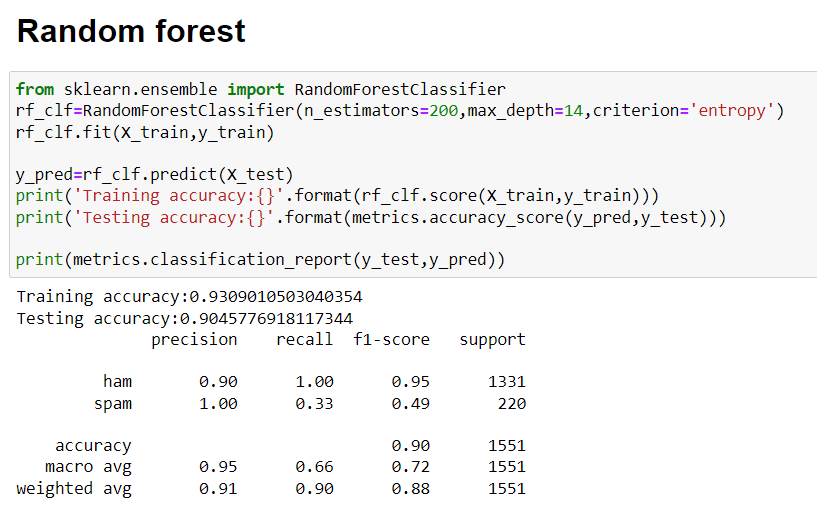 Random forest
from sklearn.ensemble import RandomForestClassifier
rf_clf=RandomForestClassifier(n_estimators=200,max_depth=14,criterion='entropy')
rf_clf.fit(X_train,y_train)
y_pred=rf_clf.predict(X_test)
print('Training accuracy:{}'.format(rf_clf.score(X_train,y_train)))
print('Testing accuracy:{}'.format(metrics.accuracy_score(y_pred,y_test)))
print(metrics.classification_report(y_test,y_pred))
Training accuracy:0.9309010503040354
Testing accuracy:0.9045776918117344
precision recall f1-score support
ham 0.90 1.00 0.95 1331
spam 1.00 0.33 0.49 220
accuracy 0.90 1551
macro avg 0.95 0.66 0.72 1551
weighted avg 0.91 0.90 0.88 1551